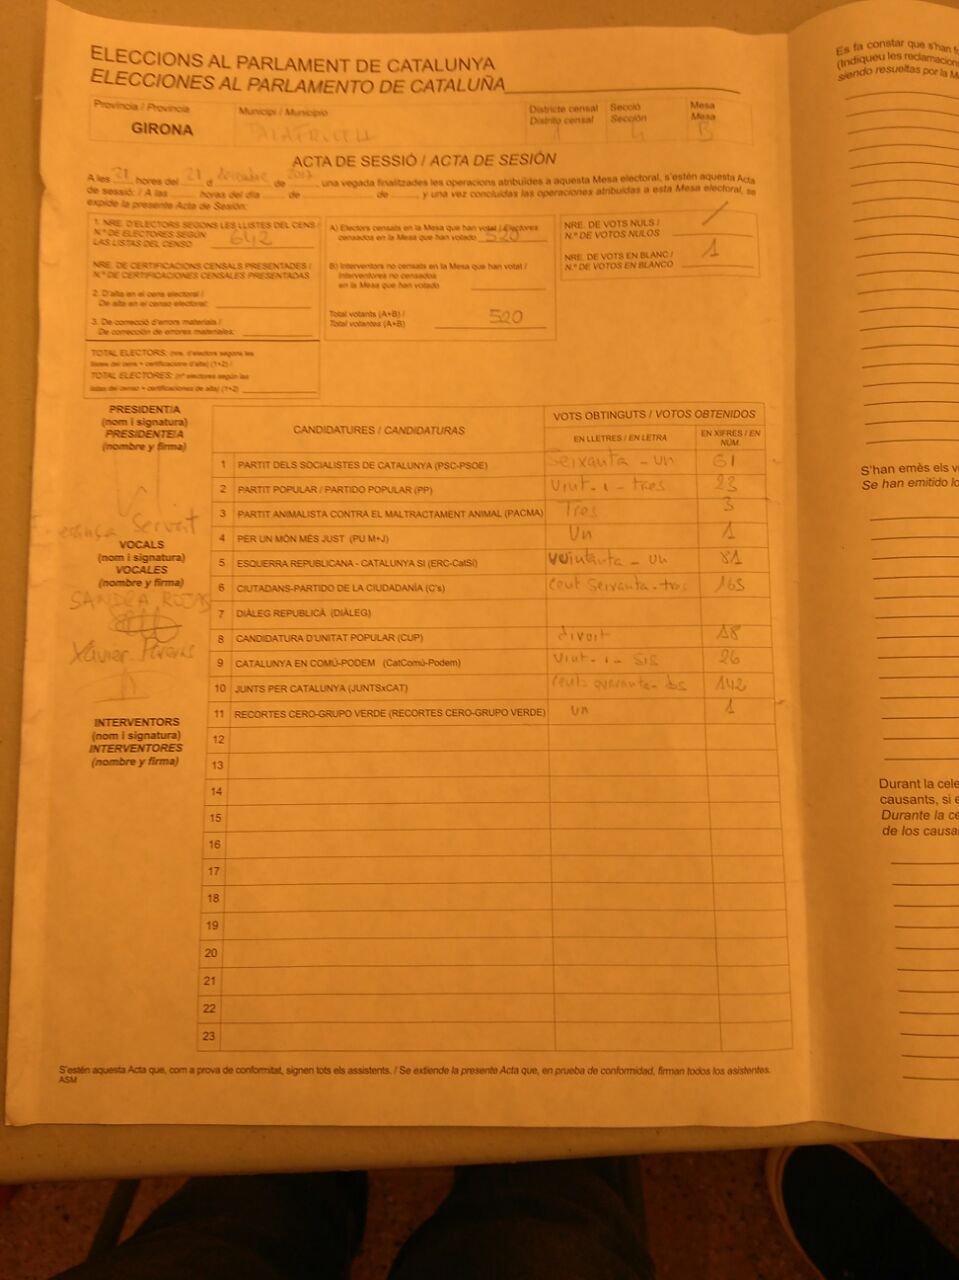 ELECCIONS AL PARLAMENT DE CATALUNYA
ELECCIONES AL PARLAMENTO DE CATALUÑA
Província / Provincia
Municipi / Municipio
Districte censal
Distrito censal
Secció
Sección
Mesa
Mesa
GIRONA
PALAFRUGELL
1
4
B
ACTA DE SESSIÓ / ACTA DE SESIÓN
A les 21 hores del 21 d desembre de 2017, una vegada finalitzades les operacions atribuïdes a aquesta Mesa electoral, s'estén aquesta Acta
de sessió: / A las hores del día de de y una vez concluidas las operaciones atribuidas a esta Mesa electoral, se
expide la presente Acta de Sesión:
1. NRE. D'ELECTORS SEGONS LES LLISTES DEL CENS /
N.º DE ELECTORES SEGÚN
LAS LISTAS DEL CENSO 642
NRE. DE CERTIFICACIONS CENSALS PRESENTADES /
N.º DE CERTIFICACIONES CENSALES PRESENTADAS
2. D'alta en el cens electoral /
De alta en el censo electoral:
3. De correcció d'errors materials /
De corrección de errores materiales:
TOTAL ELECTORS: (nre. d'electors segons les
llistes del cens + certificacions d'alta) (1+2) /
TOTAL ELECTORES: (nº electores según las
listas del censo + certificaciones de alta) (1+2)
A) Electors censats en la Mesa que han votat / Electores
censados en la Mesa que han votado 520
B) Interventors no censats en la Mesa que han votat /
Interventores no censados
en la Mesa que han votado
Total votants (A+B) /
Total votantes (A+B) 520
NRE. DE VOTS NULS /
N.º DE VOTOS NULOS /
NRE. DE VOTS EN BLANC /
N.º DE VOTOS EN BLANCO 1
PRESIDENT/A
(nom i signatura)
PRESIDENTE/A
(nombre y firma)
Servat
VOCALS
(nom i signatura)
VOCALES
(nombre y firma)
SANDRA ROJAS
Xavier
INTERVENTORS
(nom i signatura)
INTERVENTORES
(nombre y firma)
CANDIDATURES / CANDIDATURAS
VOTS OBTINGUTS / VOTOS OBTENIDOS
EN LLETRES / EN LETRA
EN XIFRES / EN
NÚM.
1 PARTIT DELS SOCIALISTES DE CATALUNYA (PSC-PSOE) Seixanta - un 61
2 PARTIT POPULAR / PARTIDO POPULAR (PP) Vint - i - tres 23
3 PARTIT ANIMALISTA CONTRA EL MALTRACTAMENT ANIMAL (PACMA) Tres 3
4 PER UN MÓN MÉS JUST (PU M+J) Un 1
5 ESQUERRA REPUBLICANA - CATALUNYA SÍ (ERC-CatSí) - un 81
6 CIUTADANS-PARTIDO DE LA CIUDADANÍA (C's) cent seixanta - tres 163
7 DIÀLEG REPUBLICÀ (DIÀLEG)
8 CANDIDATURA D'UNITAT POPULAR (CUP) divuit 18
9 CATALUNYA EN COMÚ-PODEM (CatComú-Podem) Vint - i - sis 26
10 JUNTS PER CATALUNYA (JUNTSxCAT) cent quaranta - dos 142
11 RECORTES CERO-GRUPO VERDE (RECORTES CERO-GRUPO VERDE) un 1
12
13
14
15
16
17
18
19
20
21
22
23
S'estén aquesta Acta que, com a prova de conformitat, signen tots els assistents. / Se extiende la presente Acta que, en prueba de conformidad, firman todos los asistentes.
ASM
Es fa constar que s'han
(Indiqueu les
siendo resueltas por la
S'han emès els
Se han emitido
Durant la
causants, si
Durante la
de los